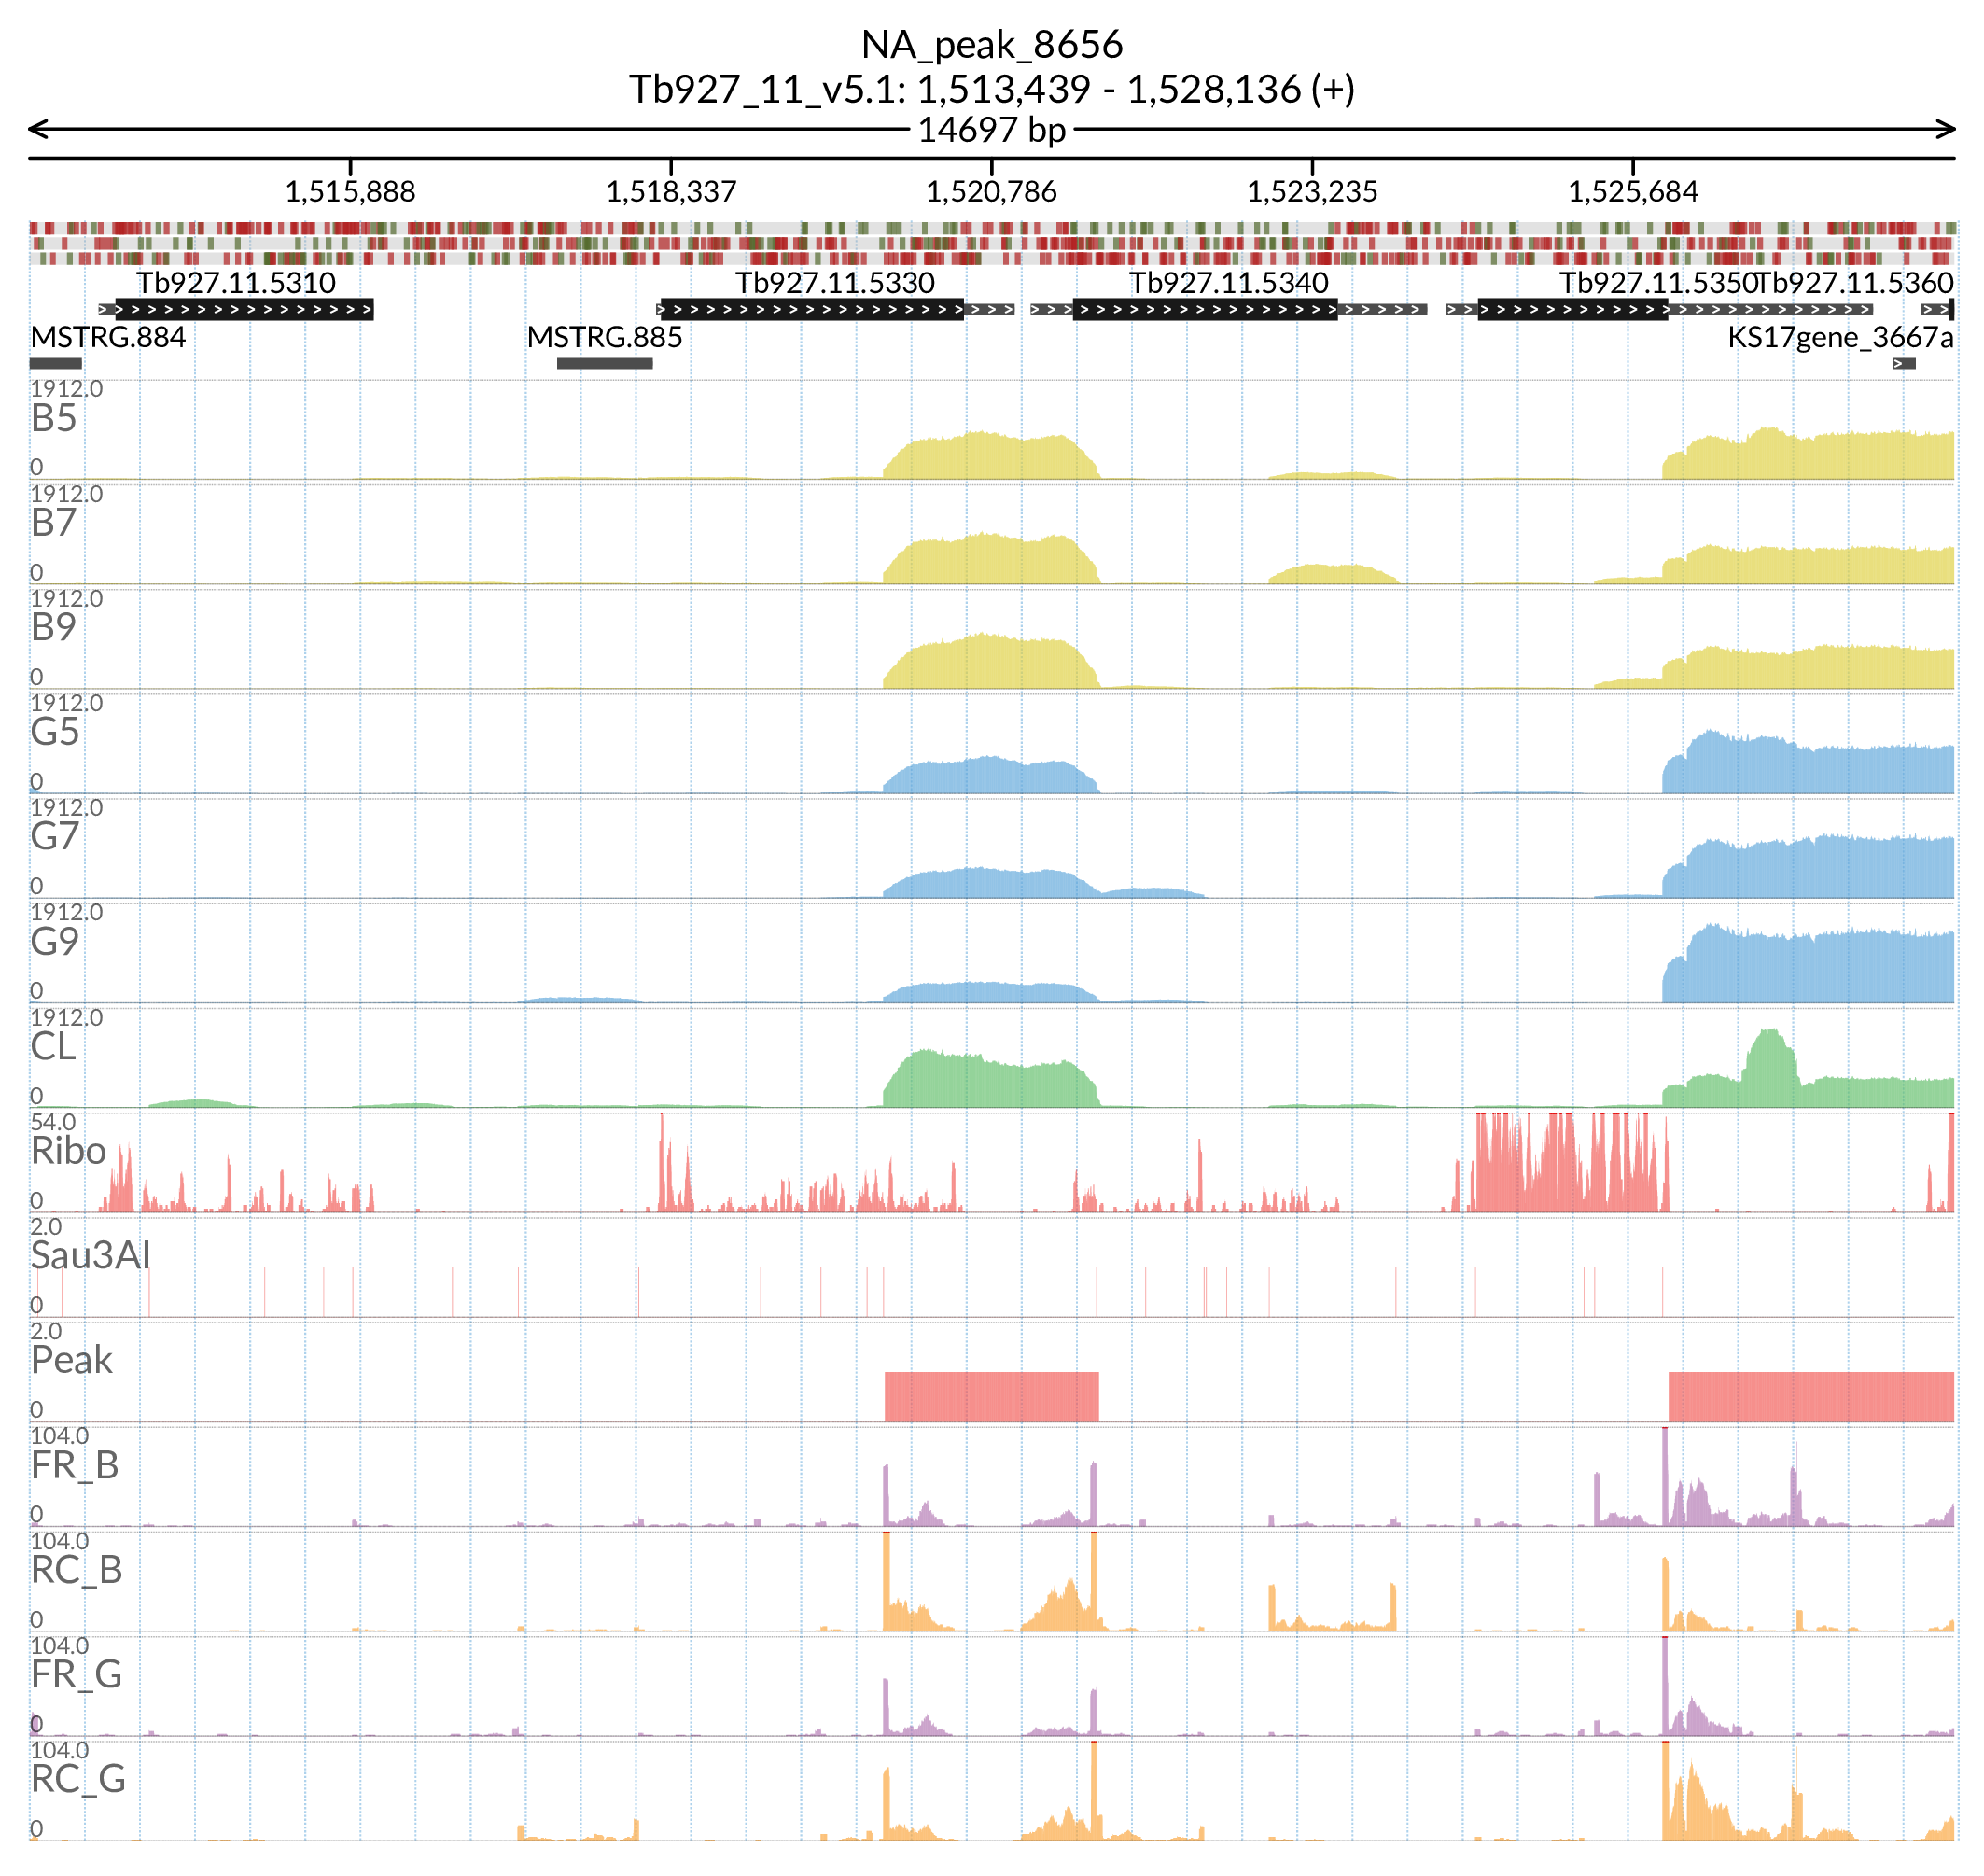 NA_peak_8656
Tb927_11_v5.1: 1,513,439 - 1,528,136 (+)
14697 bp
1,515,888 1,518,337 1,520,786 1,523,235 1,525,684
Tb927.11.5310 Tb927.11.5330 Tb927.11.5340 Tb927.11.5350 Tb927.11.5360
MSTRG.884 MSTRG.885 KS17gene_3667a
1912.0
B5
0
1912.0
B7
0
1912.0
B9
0
1912.0
G5
0
1912.0
G7
0
1912.0
G9
0
1912.0
CL
0
54.0
Ribo
0
2.0
Sau3AI
0
2.0
Peak
0
104.0
FR_B
0
104.0
RC_B
0
104.0
FR_G
0
104.0
RC_G
0